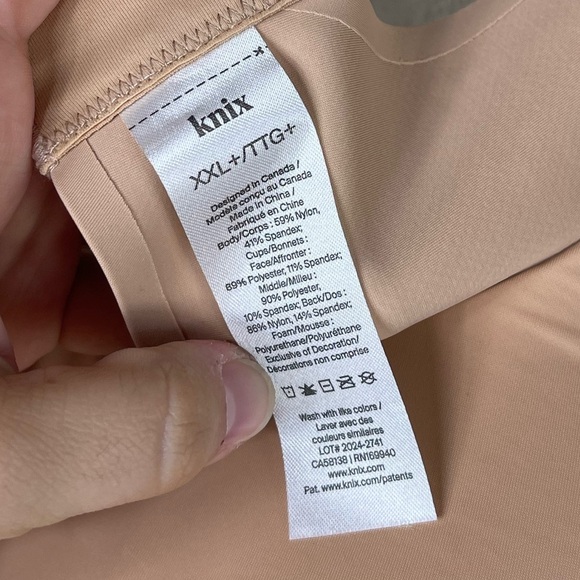 knix
XXL+/TTG+
Designed in Canada/
Modèle conçu au Canada
Made in China/
Fabriqué en Chine
Body/Corps: 59% Nylon,
41% Spandex;
Cups/Bonnets:
Face/Affronter:
89% Polyester, 11% Spandex;
Middle/Milieu:
90% Polyester,
10% Spandex; Back/Dos:
86% Nylon, 14% Spandex;
Foam/Mousse:
Polyurethane/Polyuréthane
Exclusive of Decoration/
Décorations non comprise
Wash with like colors /
Laver avec des
couleurs similaires
LOT# 2024-2741
CA58138 | RN169940
www.knix.com
Pat. www.knix.com/patents